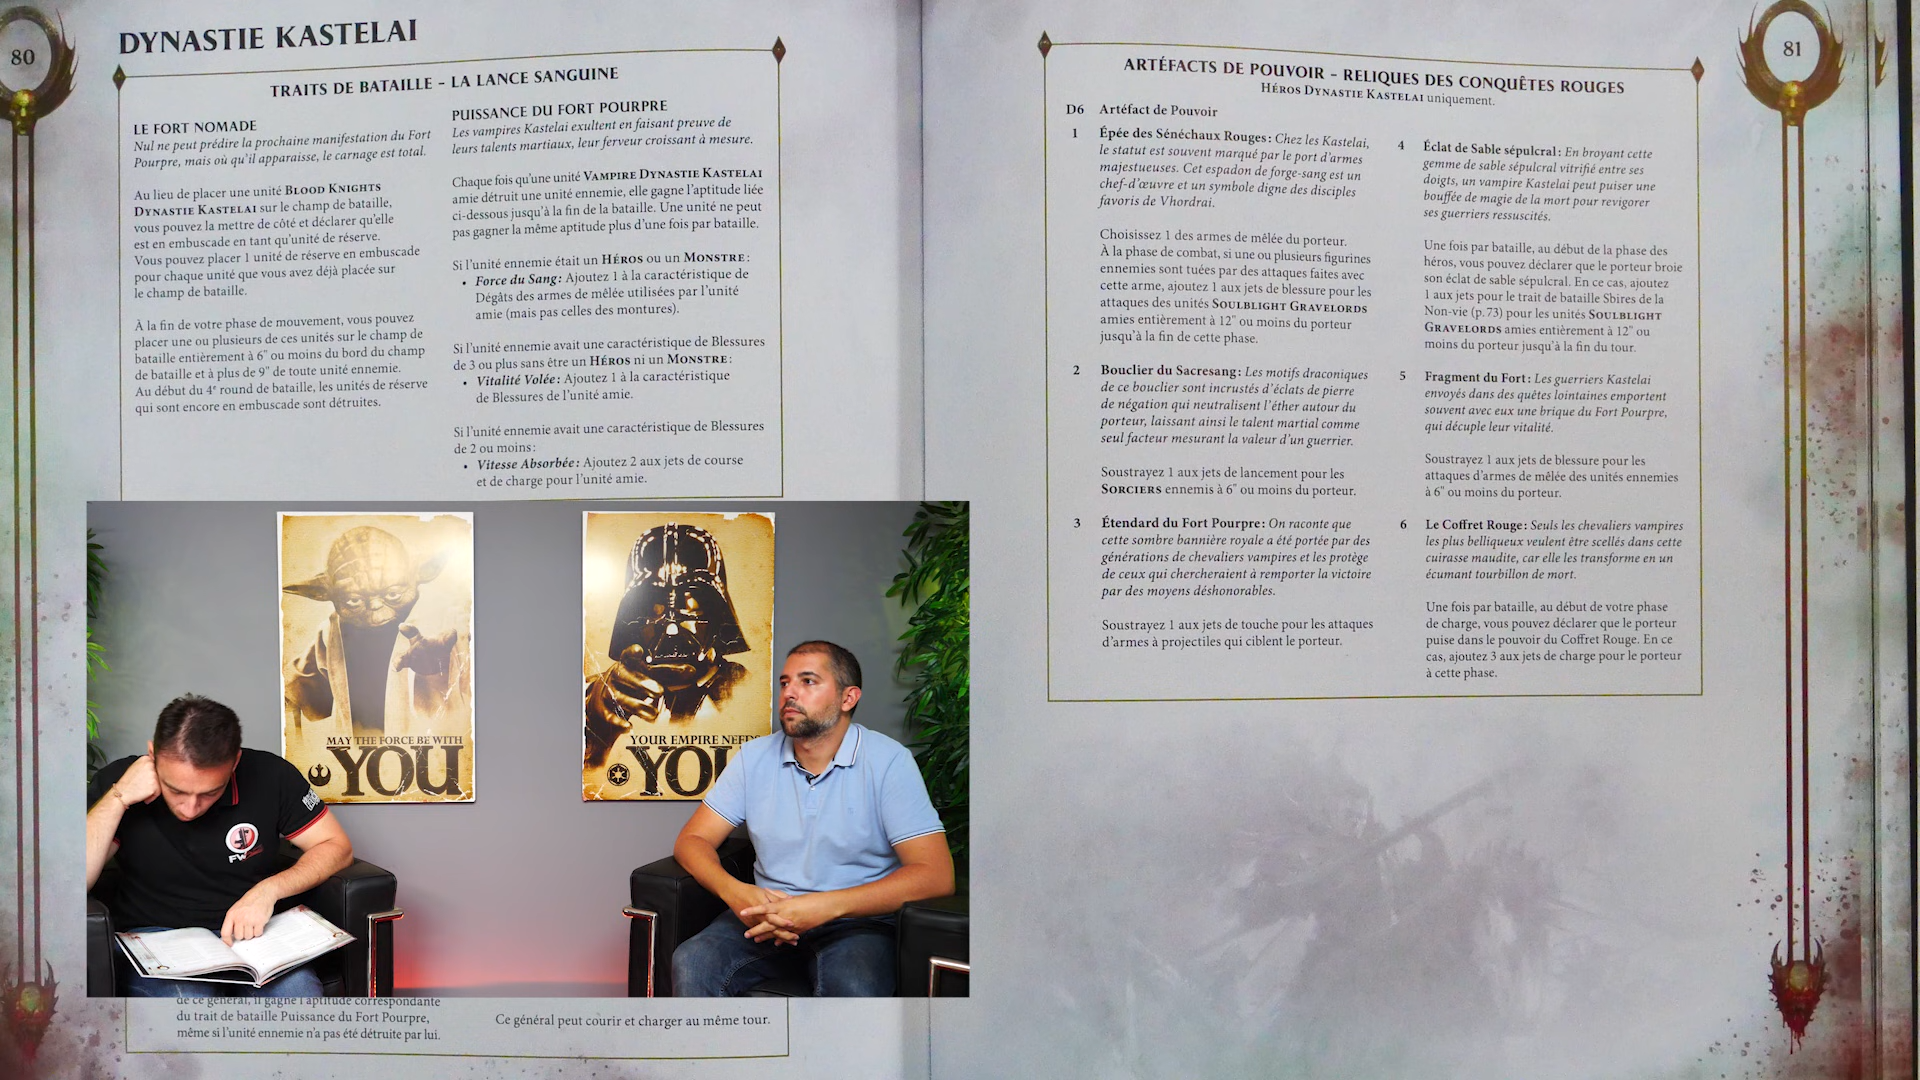 80
DYNASTIE KASTELAI
TRAITS DE BATAILLE – LA LANCE SANGUINE
LE FORT NOMADE
Nul ne peut prédire la prochaine manifestation du Fort
Pourpre, mais où qu'il apparaisse, le carnage est total.
Au lieu de placer une unité BLOOD KNIGHTS
DYNASTIE KASTELAI sur le champ de bataille,
vous pouvez la mettre de côté et déclarer qu'elle
est en embuscade en tant qu'unité de réserve.
Vous pouvez placer 1 unité de réserve en embuscade
pour chaque unité que vous avez déjà placée sur
le champ de bataille.
À la fin de votre phase de mouvement, vous pouvez
placer une ou plusieurs de ces unités sur le champ de
bataille entièrement à 6" ou moins du bord du champ
de bataille et à plus de 9" de toute unité ennemie.
Au début du 4e round de bataille, les unités de réserve
qui sont encore en embuscade sont détruites.
PUISSANCE DU FORT POURPRE
Les vampires Kastelai exultent en faisant preuve de
leurs talents martiaux, leur ferveur croissant à mesure.
Chaque fois qu'une unité VAMPIRE DYNASTIE KASTELAI
amie détruit une unité ennemie, elle gagne l'aptitude liée
ci-dessous jusqu'à la fin de la bataille. Une unité ne peut
pas gagner la même aptitude plus d'une fois par bataille.
Si l'unité ennemie était un HÉROS ou un MONSTRE :
• Force du Sang : Ajoutez 1 à la caractéristique de
Dégâts des armes de mêlée utilisées par l'unité
amie (mais pas celles des montures).
Si l'unité ennemie avait une caractéristique de Blessures
de 3 ou plus sans être un HÉROS ni un MONSTRE :
• Vitalité Volée : Ajoutez 1 à la caractéristique
de Blessures de l'unité amie.
Si l'unité ennemie avait une caractéristique de Blessures
de 2 ou moins :
• Vitesse Absorbée : Ajoutez 2 aux jets de course
et de charge pour l'unité amie.
MAY THE FORCE BE WITH
YOU
YOUR EMPIRE NEEDS
YOU
FW
de ce général, il gagne l'aptitude correspondante
du trait de bataille Puissance du Fort Pourpre,
même si l'unité ennemie n'a pas été détruite par lui.
Ce général peut courir et charger au même tour.
81
ARTÉFACTS DE POUVOIR – RELIQUES DES CONQUÊTES ROUGES
HÉROS DYNASTIE KASTELAI uniquement.
D6 Artéfact de Pouvoir
1 Épée des Sénéchaux Rouges : Chez les Kastelai,
le statut est souvent marqué par le port d'armes
majestueuses. Cet espadon de forge-sang est un
chef-d'œuvre et un symbole digne des disciples
favoris de Vhordrai.
Choisissez 1 des armes de mêlée du porteur.
À la phase de combat, si une ou plusieurs figurines
ennemies sont tuées par des attaques faites avec
cette arme, ajoutez 1 aux jets de blessure pour les
attaques des unités SOULBLIGHT GRAVELORDS
amies entièrement à 12" ou moins du porteur
jusqu'à la fin de cette phase.
2 Bouclier du Sacresang : Les motifs draconiques
de ce bouclier sont incrustés d'éclats de pierre
de négation qui neutralisent l'éther autour du
porteur, laissant ainsi le talent martial comme
seul facteur mesurant la valeur d'un guerrier.
Soustrayez 1 aux jets de lancement pour les
SORCIERS ennemis à 6" ou moins du porteur.
3 Étendard du Fort Pourpre : On raconte que
cette sombre bannière royale a été portée par des
générations de chevaliers vampires et les protège
de ceux qui chercheraient à remporter la victoire
par des moyens déshonorables.
Soustrayez 1 aux jets de touche pour les attaques
d'armes à projectiles qui ciblent le porteur.
4 Éclat de Sable sépulcral : En broyant cette
gemme de sable sépulcral vitrifié entre ses
doigts, un vampire Kastelai peut puiser une
bouffée de magie de la mort pour revigorer
ses guerriers ressuscités.
Une fois par bataille, au début de la phase des
héros, vous pouvez déclarer que le porteur broie
son éclat de sable sépulcral. En ce cas, ajoutez
1 aux jets pour le trait de bataille Sbires de la
Non-vie (p.73) pour les unités SOULBLIGHT
GRAVELORDS amies entièrement à 12" ou
moins du porteur jusqu'à la fin du tour.
5 Fragment du Fort : Les guerriers Kastelai
envoyés dans des quêtes lointaines emportent
souvent avec eux une brique du Fort Pourpre,
qui décuple leur vitalité.
Soustrayez 1 aux jets de blessure pour les
attaques d'armes de mêlée des unités ennemies
à 6" ou moins du porteur.
6 Le Coffret Rouge : Seuls les chevaliers vampires
les plus belliqueux veulent être scellés dans cette
cuirasse maudite, car elle les transforme en un
écumant tourbillon de mort.
Une fois par bataille, au début de votre phase
de charge, vous pouvez déclarer que le porteur
puise dans le pouvoir du Coffret Rouge. En ce
cas, ajoutez 3 aux jets de charge pour le porteur
à cette phase.